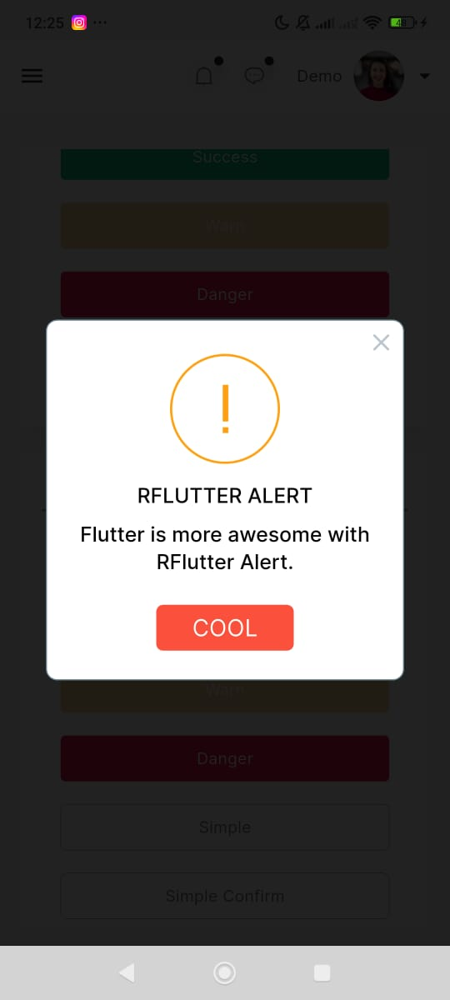 12:25
48
Demo
Success
Warn
Danger
RFLUTTER ALERT
Flutter is more awesome with
RFlutter Alert.
COOL
Warn
Danger
Simple
Simple Confirm